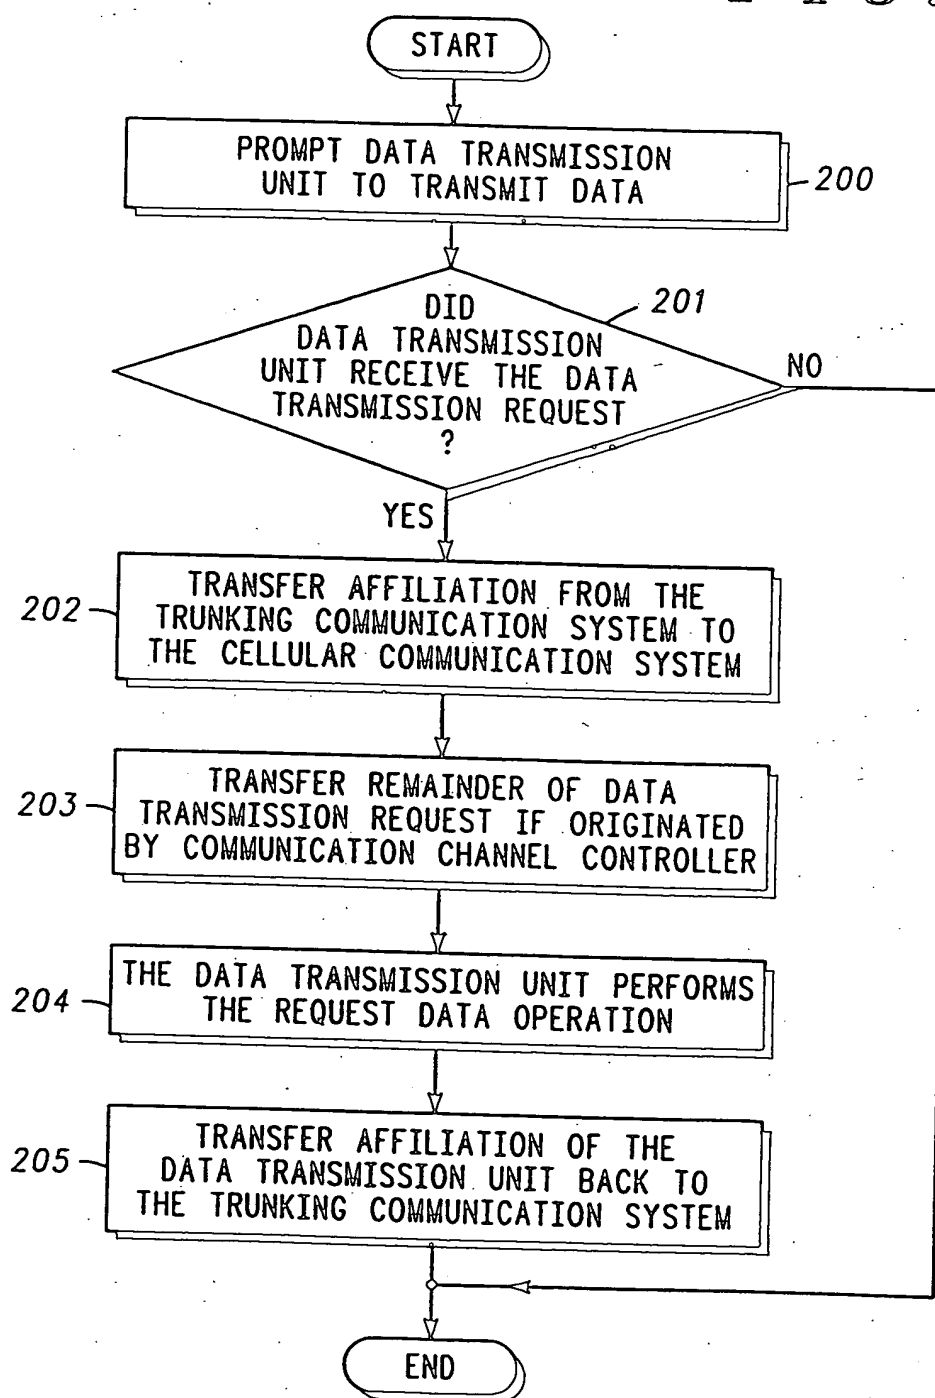 START
PROMPT DATA TRANSMISSION
UNIT TO TRANSMIT DATA
200
201
DID
DATA TRANSMISSION
UNIT RECEIVE THE DATA
TRANSMISSION REQUEST
?
NO
YES
202
TRANSFER AFFILIATION FROM THE
TRUNKING COMMUNICATION SYSTEM TO
THE CELLULAR COMMUNICATION SYSTEM
203
TRANSFER REMAINDER OF DATA
TRANSMISSION REQUEST IF ORIGINATED
BY COMMUNICATION CHANNEL CONTROLLER
204
THE DATA TRANSMISSION UNIT PERFORMS
THE REQUEST DATA OPERATION
205
TRANSFER AFFILIATION OF THE
DATA TRANSMISSION UNIT BACK TO
THE TRUNKING COMMUNICATION SYSTEM
END